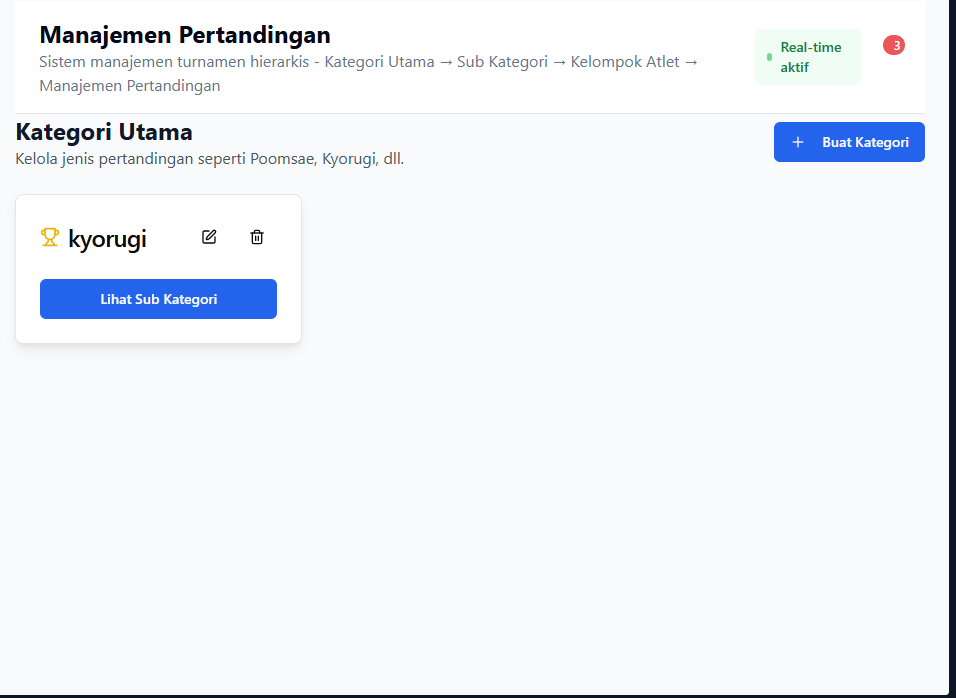 Manajemen Pertandingan
Sistem manajemen turnamen hierarkis - Kategori Utama → Sub Kategori → Kelompok Atlet →
Manajemen Pertandingan
Real-time
aktif
3
Kategori Utama
Kelola jenis pertandingan seperti Poomsae, Kyorugi, dll.
+ Buat Kategori
kyorugi
Lihat Sub Kategori